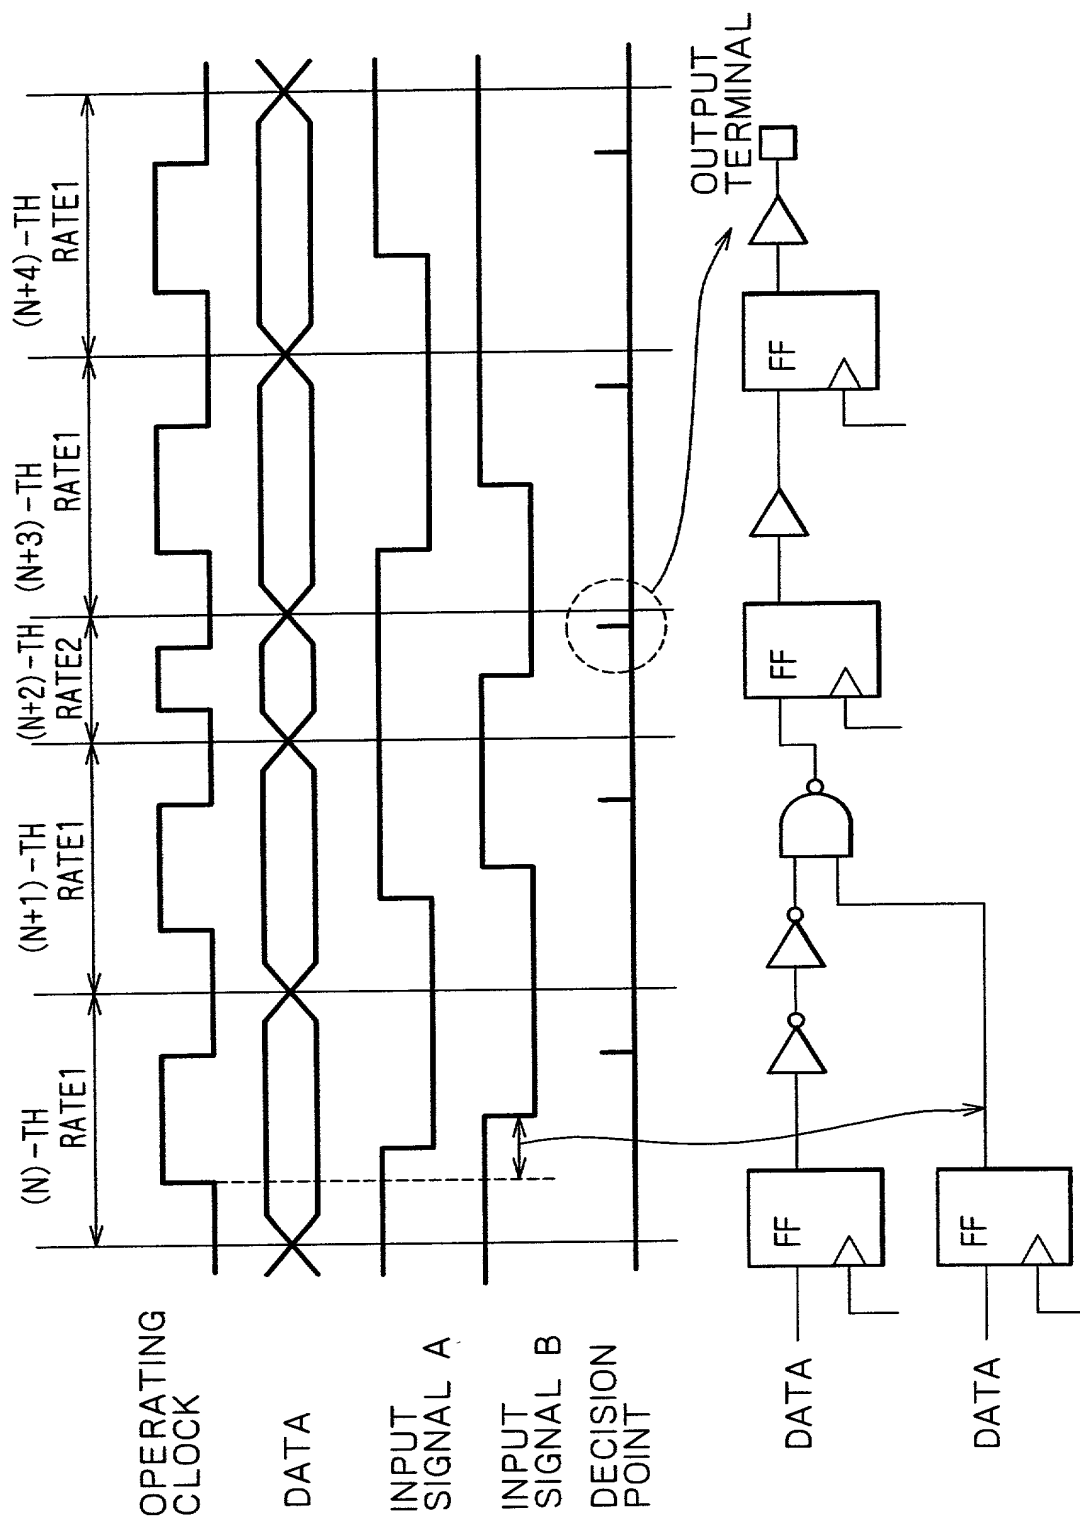 (N)-TH
RATE1
(N+1)-TH
RATE1
(N+2)-TH
RATE2
(N+3)-TH
RATE1
(N+4)-TH
RATE1
OPERATING
CLOCK
DATA
INPUT
SIGNAL A
INPUT
SIGNAL B
DECISION
POINT
OUTPUT
TERMINAL
DATA
FF
FF
FF
DATA
FF